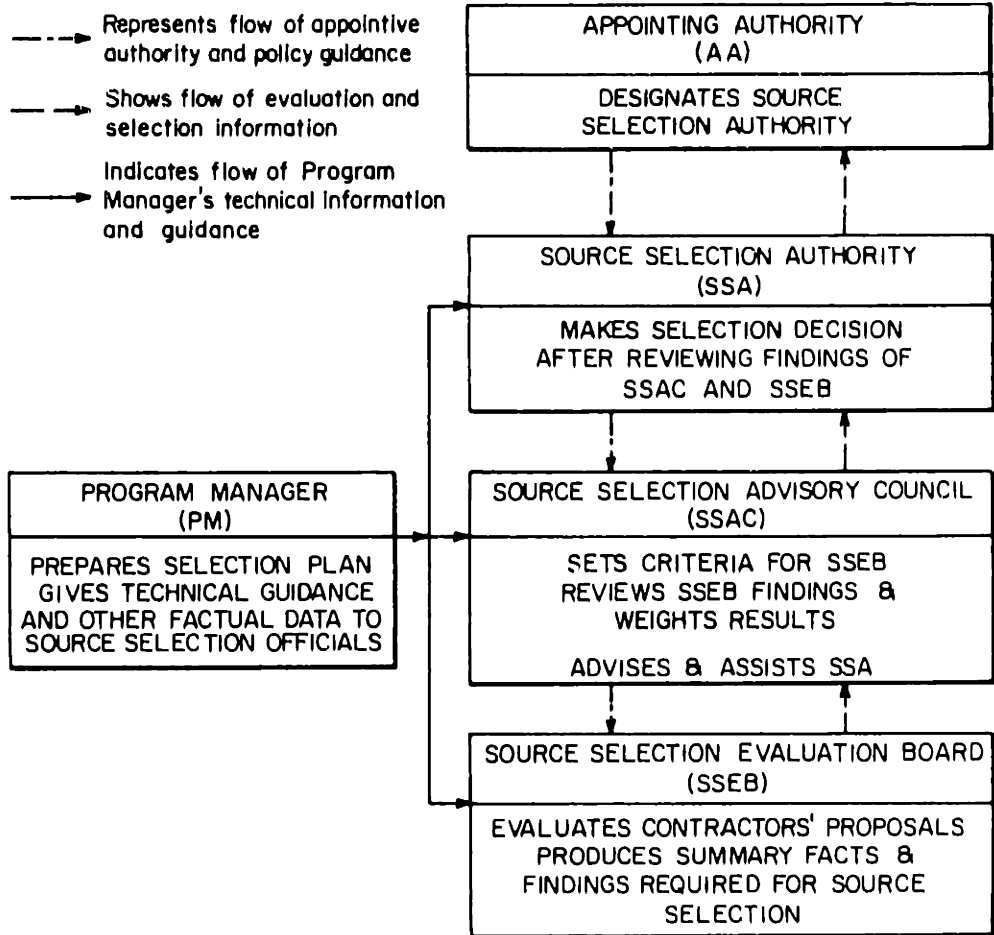 Represents flow of appointive
authority and policy guidance
Shows flow of evaluation and
selection information
Indicates flow of Program
Manager's technical information
and guidance
APPOINTING AUTHORITY
(AA)
DESIGNATES SOURCE
SELECTION AUTHORITY
SOURCE SELECTION AUTHORITY
(SSA)
MAKES SELECTION DECISION
AFTER REVIEWING FINDINGS OF
SSAC AND SSEB
PROGRAM MANAGER
(PM)
PREPARES SELECTION PLAN
GIVES TECHNICAL GUIDANCE
AND OTHER FACTUAL DATA TO
SOURCE SELECTION OFFICIALS
SOURCE SELECTION ADVISORY COUNCIL
(SSAC)
SETS CRITERIA FOR SSEB
REVIEWS SSEB FINDINGS &
WEIGHTS RESULTS
ADVISES & ASSISTS SSA
SOURCE SELECTION EVALUATION BOARD
(SSEB)
EVALUATES CONTRACTORS' PROPOSALS
PRODUCES SUMMARY FACTS &
FINDINGS REQUIRED FOR SOURCE
SELECTION